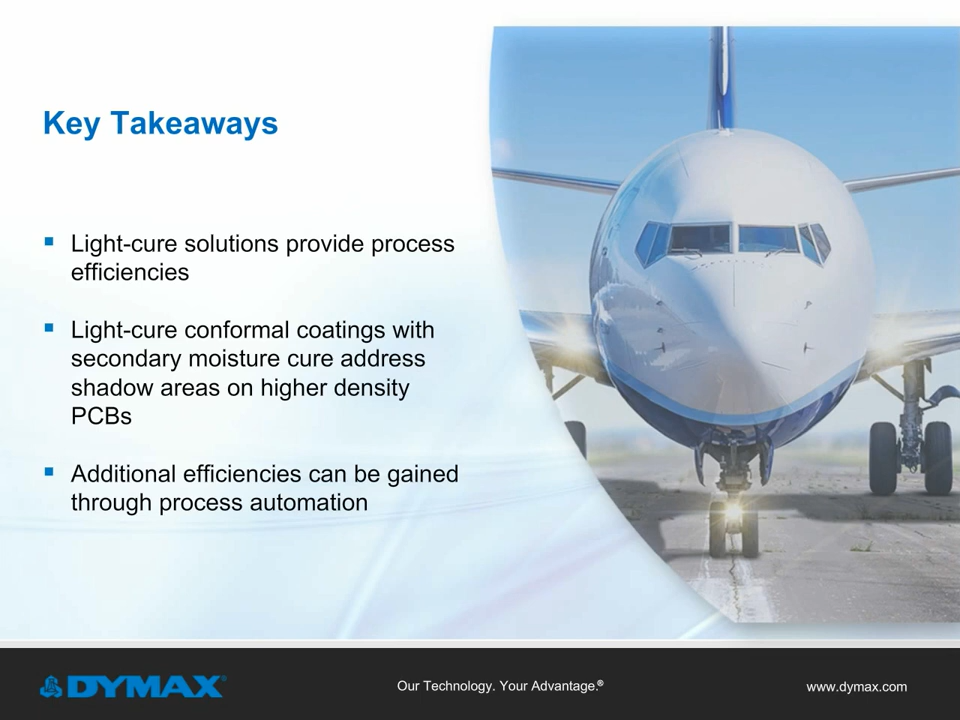 Key Takeaways
▪ Light-cure solutions provide process
efficiencies
▪ Light-cure conformal coatings with
secondary moisture cure address
shadow areas on higher density
PCBs
▪ Additional efficiencies can be gained
through process automation
DYMAX®
Our Technology. Your Advantage.®
www.dymax.com